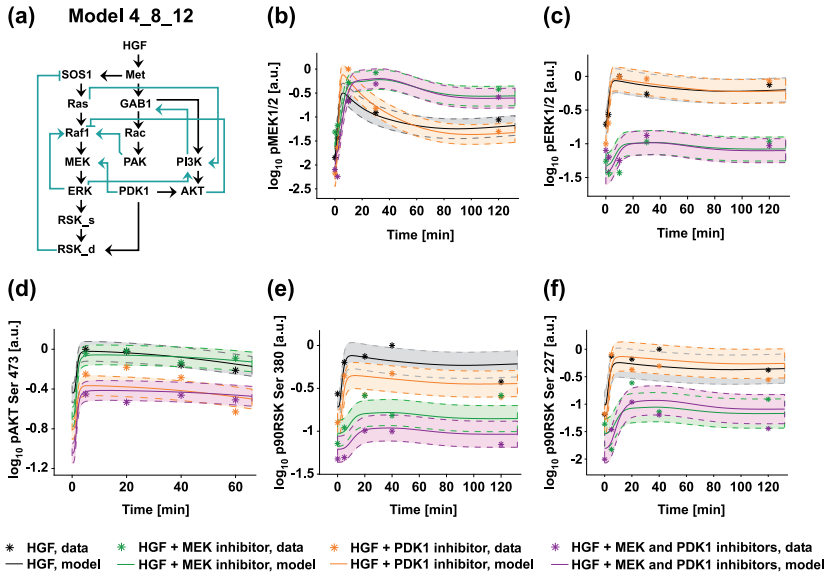 (a) Model 4_8_12
HGF
SOS1 Met
Ras GAB1
Raf1 Rac
MEK PAK PI3K
ERK PDK1 AKT
RSK_s
RSK_d
(b)
log10 pMEK1/2 [a.u.]
0
-0.5
-1
-1.5
-2
-2.5
0 20 40 60 80 100 120
Time [min]
(c)
log10 pERK1/2 [a.u.]
0
-0.5
-1
-1.5
0 20 40 60 80 100 120
Time [min]
(d)
log10 pAKT Ser 473 [a.u.]
0
-0.4
-0.8
-1.2
0 20 40 60
Time [min]
(e)
log10 p90RSK Ser 380 [a.u.]
0
-0.5
-1
-1.5
0 20 40 60 80 100 120
Time [min]
(f)
log10 p90RSK Ser 227 [a.u.]
0
-0.5
-1
-1.5
-2
0 20 40 60 80 100 120
Time [min]
HGF, data
HGF, model
HGF + MEK inhibitor, data
HGF + MEK inhibitor, model
HGF + PDK1 inhibitor, data
HGF + PDK1 inhibitor, model
HGF + MEK and PDK1 inhibitors, data
HGF + MEK and PDK1 inhibitors, model